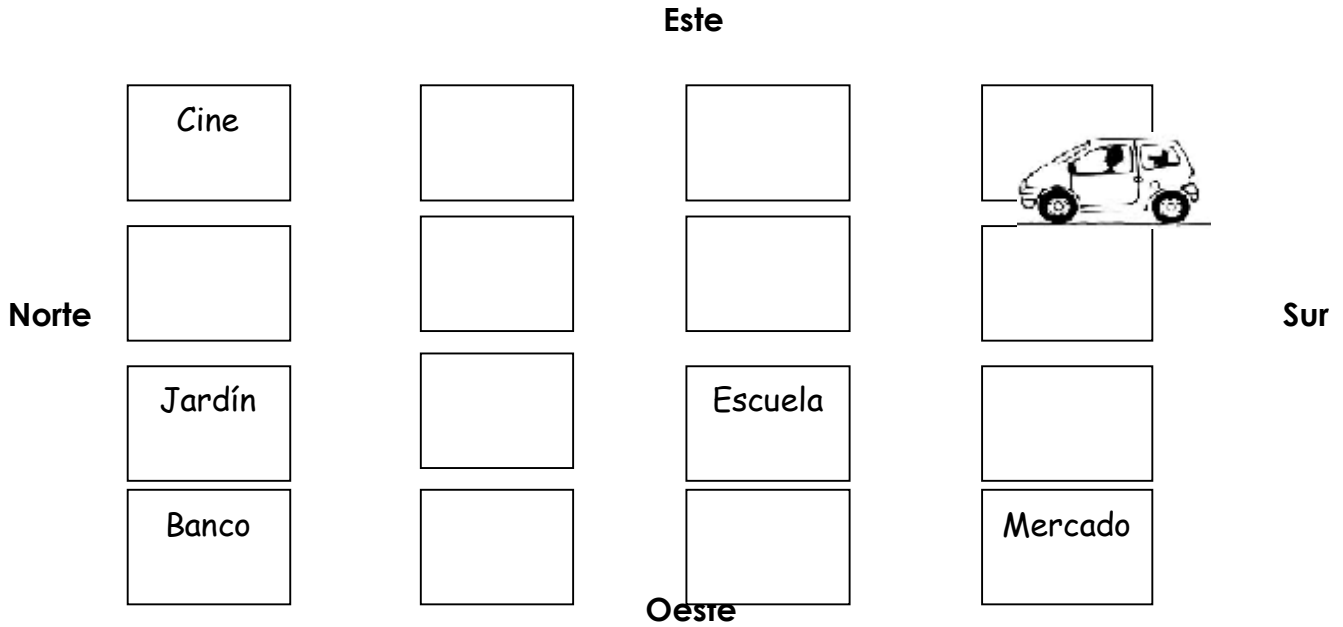 Este
Cine
Norte
Sur
Jardín
Escuela
Banco
Mercado
Oeste